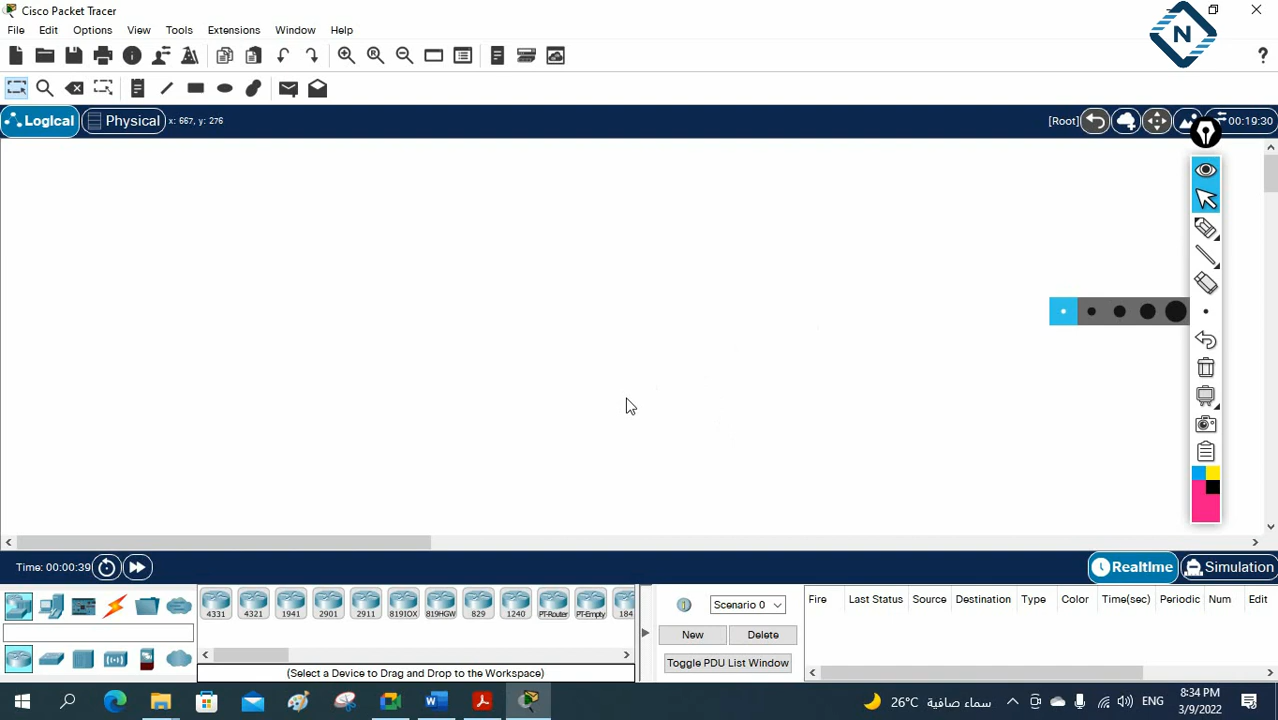 Cisco Packet Tracer
N
File Edit Options View Tools Extensions Window Help
?
Logical Physical x: 667, y: 276 [Root] 00:19:30
Time: 00:00:39 Realtime Simulation
4331 4321 1941 2901 2911 819IOX 819HGW 829 1240 PT-Router PT-Empty 184
Scenario 0
Fire Last Status Source Destination Type Color Time(sec) Periodic Num Edit
New Delete
Toggle PDU List Window
(Select a Device to Drag and Drop to the Workspace)
26°C سماء صافية ENG 8:34 PM
3/9/2022